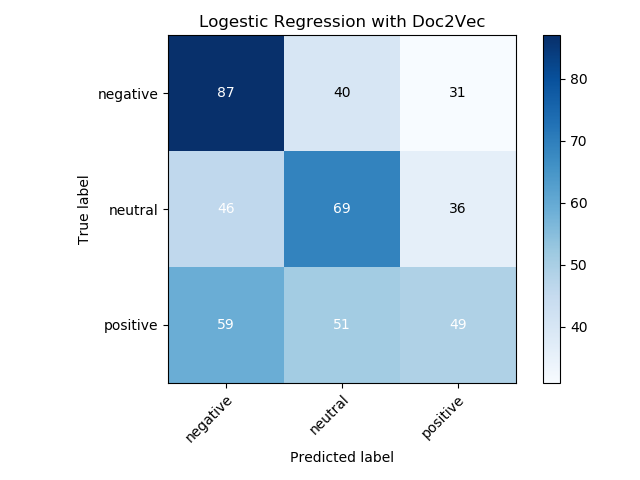 Logestic Regression with Doc2Vec
True label
negative 87 40 31
neutral 46 69 36
positive 59 51 49
negative neutral positive
Predicted label
80
70
60
50
40